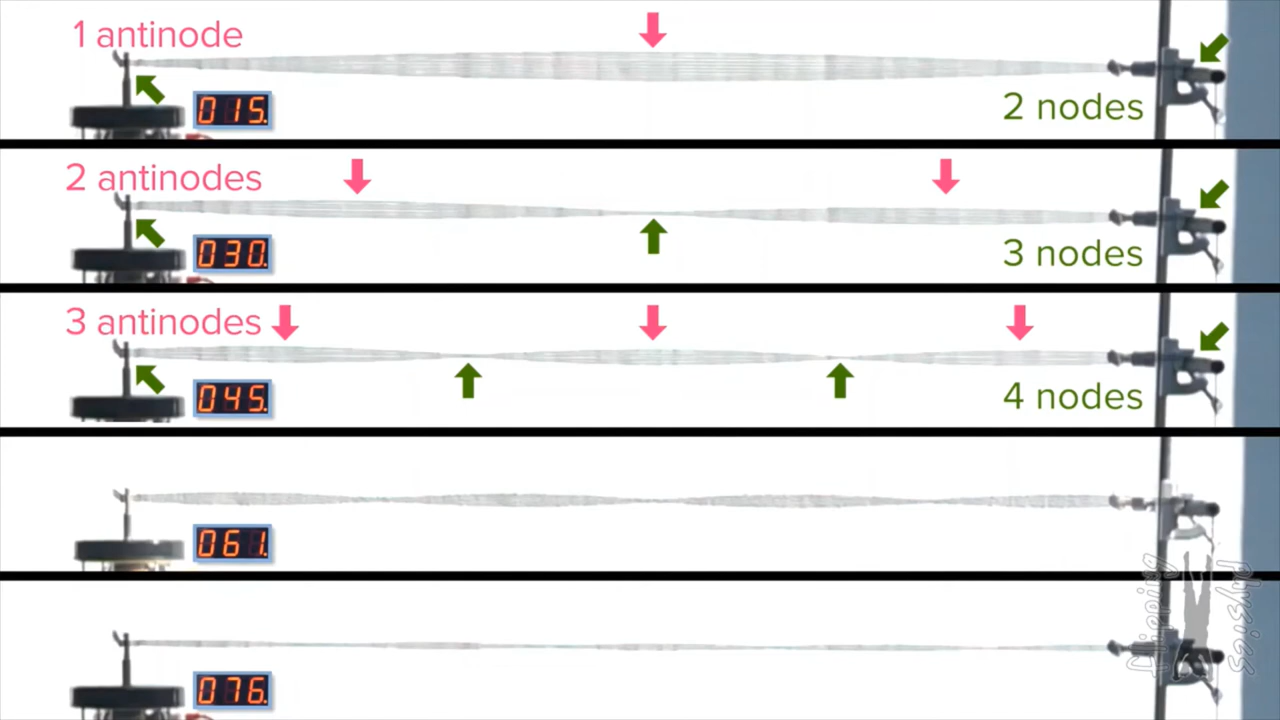 1 antinode
015.
2 nodes
2 antinodes
030.
3 nodes
3 antinodes
045.
4 nodes
061.
076.
flipping
physics